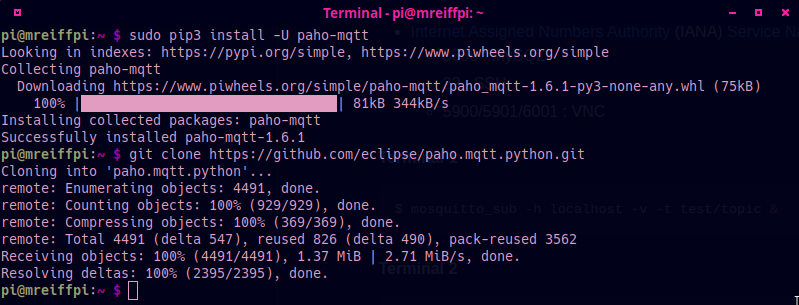 Terminal - pi@mreiffpi: ~
pi@mreiffpi:~ $ sudo pip3 install -U paho-mqtt
Internet Assigned Numbers Authority (IANA) Service Na
Looking in indexes: https://pypi.org/simple, https://www.piwheels.org/simple
Collecting paho-mqtt
  Downloading https://www.piwheels.org/simple/paho-mqtt/paho_mqtt-1.6.1-py3-none-any.whl (75kB)
    100% |████████████████████████████████| 81kB 344kB/s
5900/5901/6001 : VNC
Installing collected packages: paho-mqtt
Successfully installed paho-mqtt-1.6.1
pi@mreiffpi:~ $ git clone https://github.com/eclipse/paho.mqtt.python.git
Cloning into 'paho.mqtt.python'...
remote: Enumerating objects: 4491, done.
remote: Counting objects: 100% (929/929), done.
remote: Compressing objects: 100% (369/369), done.
$ mosquitto_sub -h localhost -v -t test/topic &
remote: Total 4491 (delta 547), reused 826 (delta 490), pack-reused 3562
Receiving objects: 100% (4491/4491), 1.37 MiB | 2.71 MiB/s, done.
Resolving deltas: 100% (2395/2395), done.
Terminal 2
pi@mreiffpi:~ $